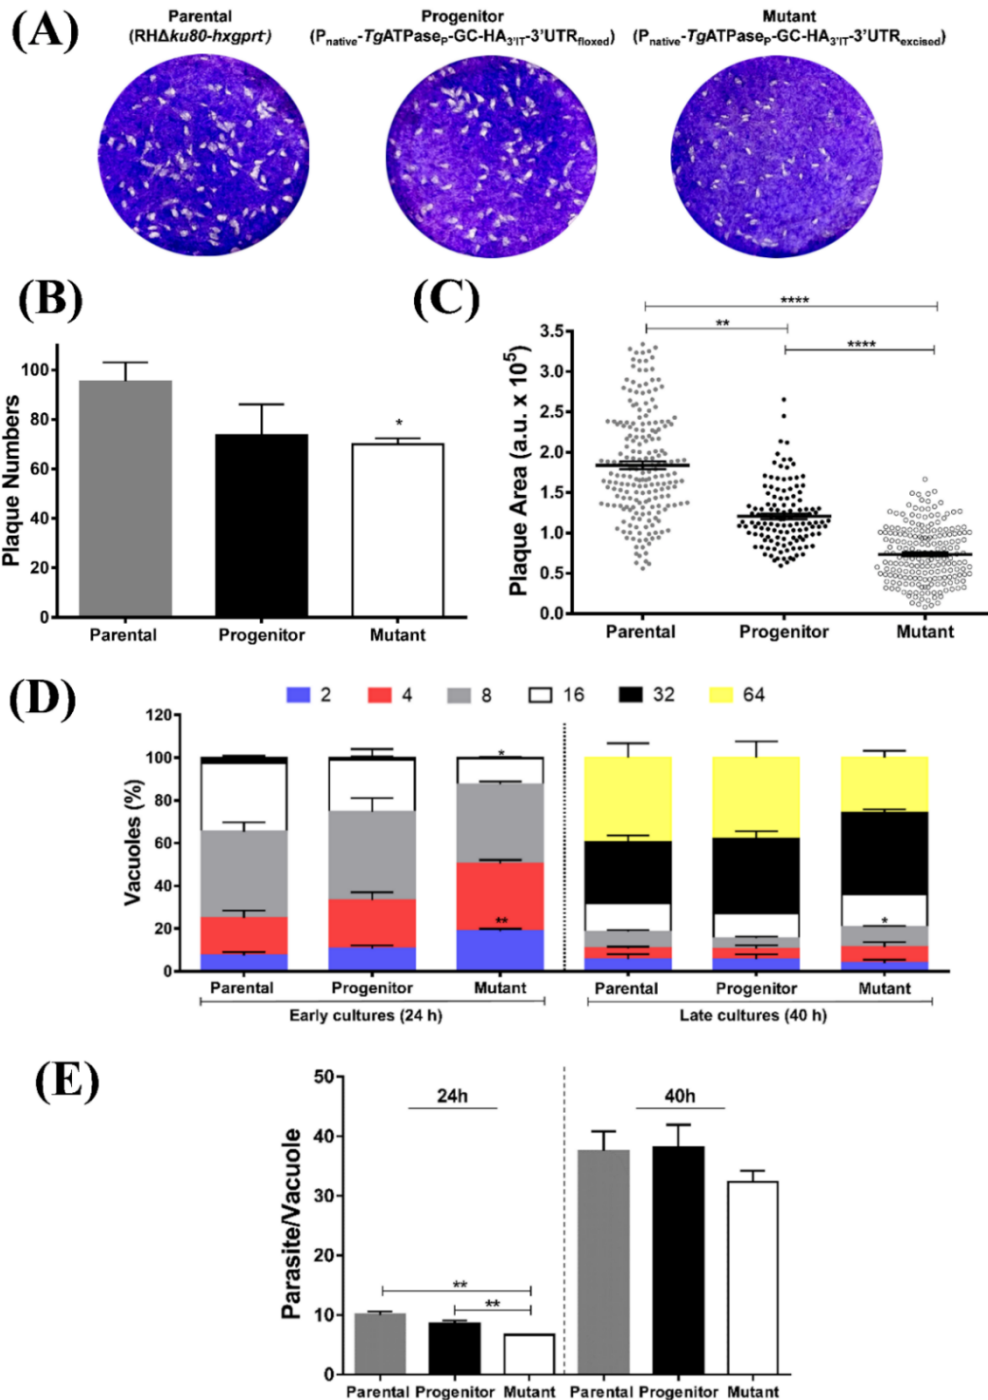 (A)
Parental
(RHΔku80-hxgprt⁻)
Progenitor
(Pnative-TgATPaseP-GC-HA3'IT-3'UTRfloxed)
Mutant
(Pnative-TgATPaseP-GC-HA3'IT-3'UTRexcised)
(B)
Plaque Numbers
100
80
60
40
20
0
*
Parental Progenitor Mutant
(C)
Plaque Area (a.u. x 10⁵)
3.5
3.0
2.5
2.0
1.5
1.0
0.5
0.0
****
**
****
Parental Progenitor Mutant
(D)
2 4 8 16 32 64
Vacuoles (%)
120
100
80
60
40
20
0
*
**
*
Parental Progenitor Mutant Parental Progenitor Mutant
Early cultures (24 h) Late cultures (40 h)
(E)
Parasite/Vacuole
50
40
30
20
10
0
24h 40h
**
**
Parental Progenitor Mutant Parental Progenitor Mutant